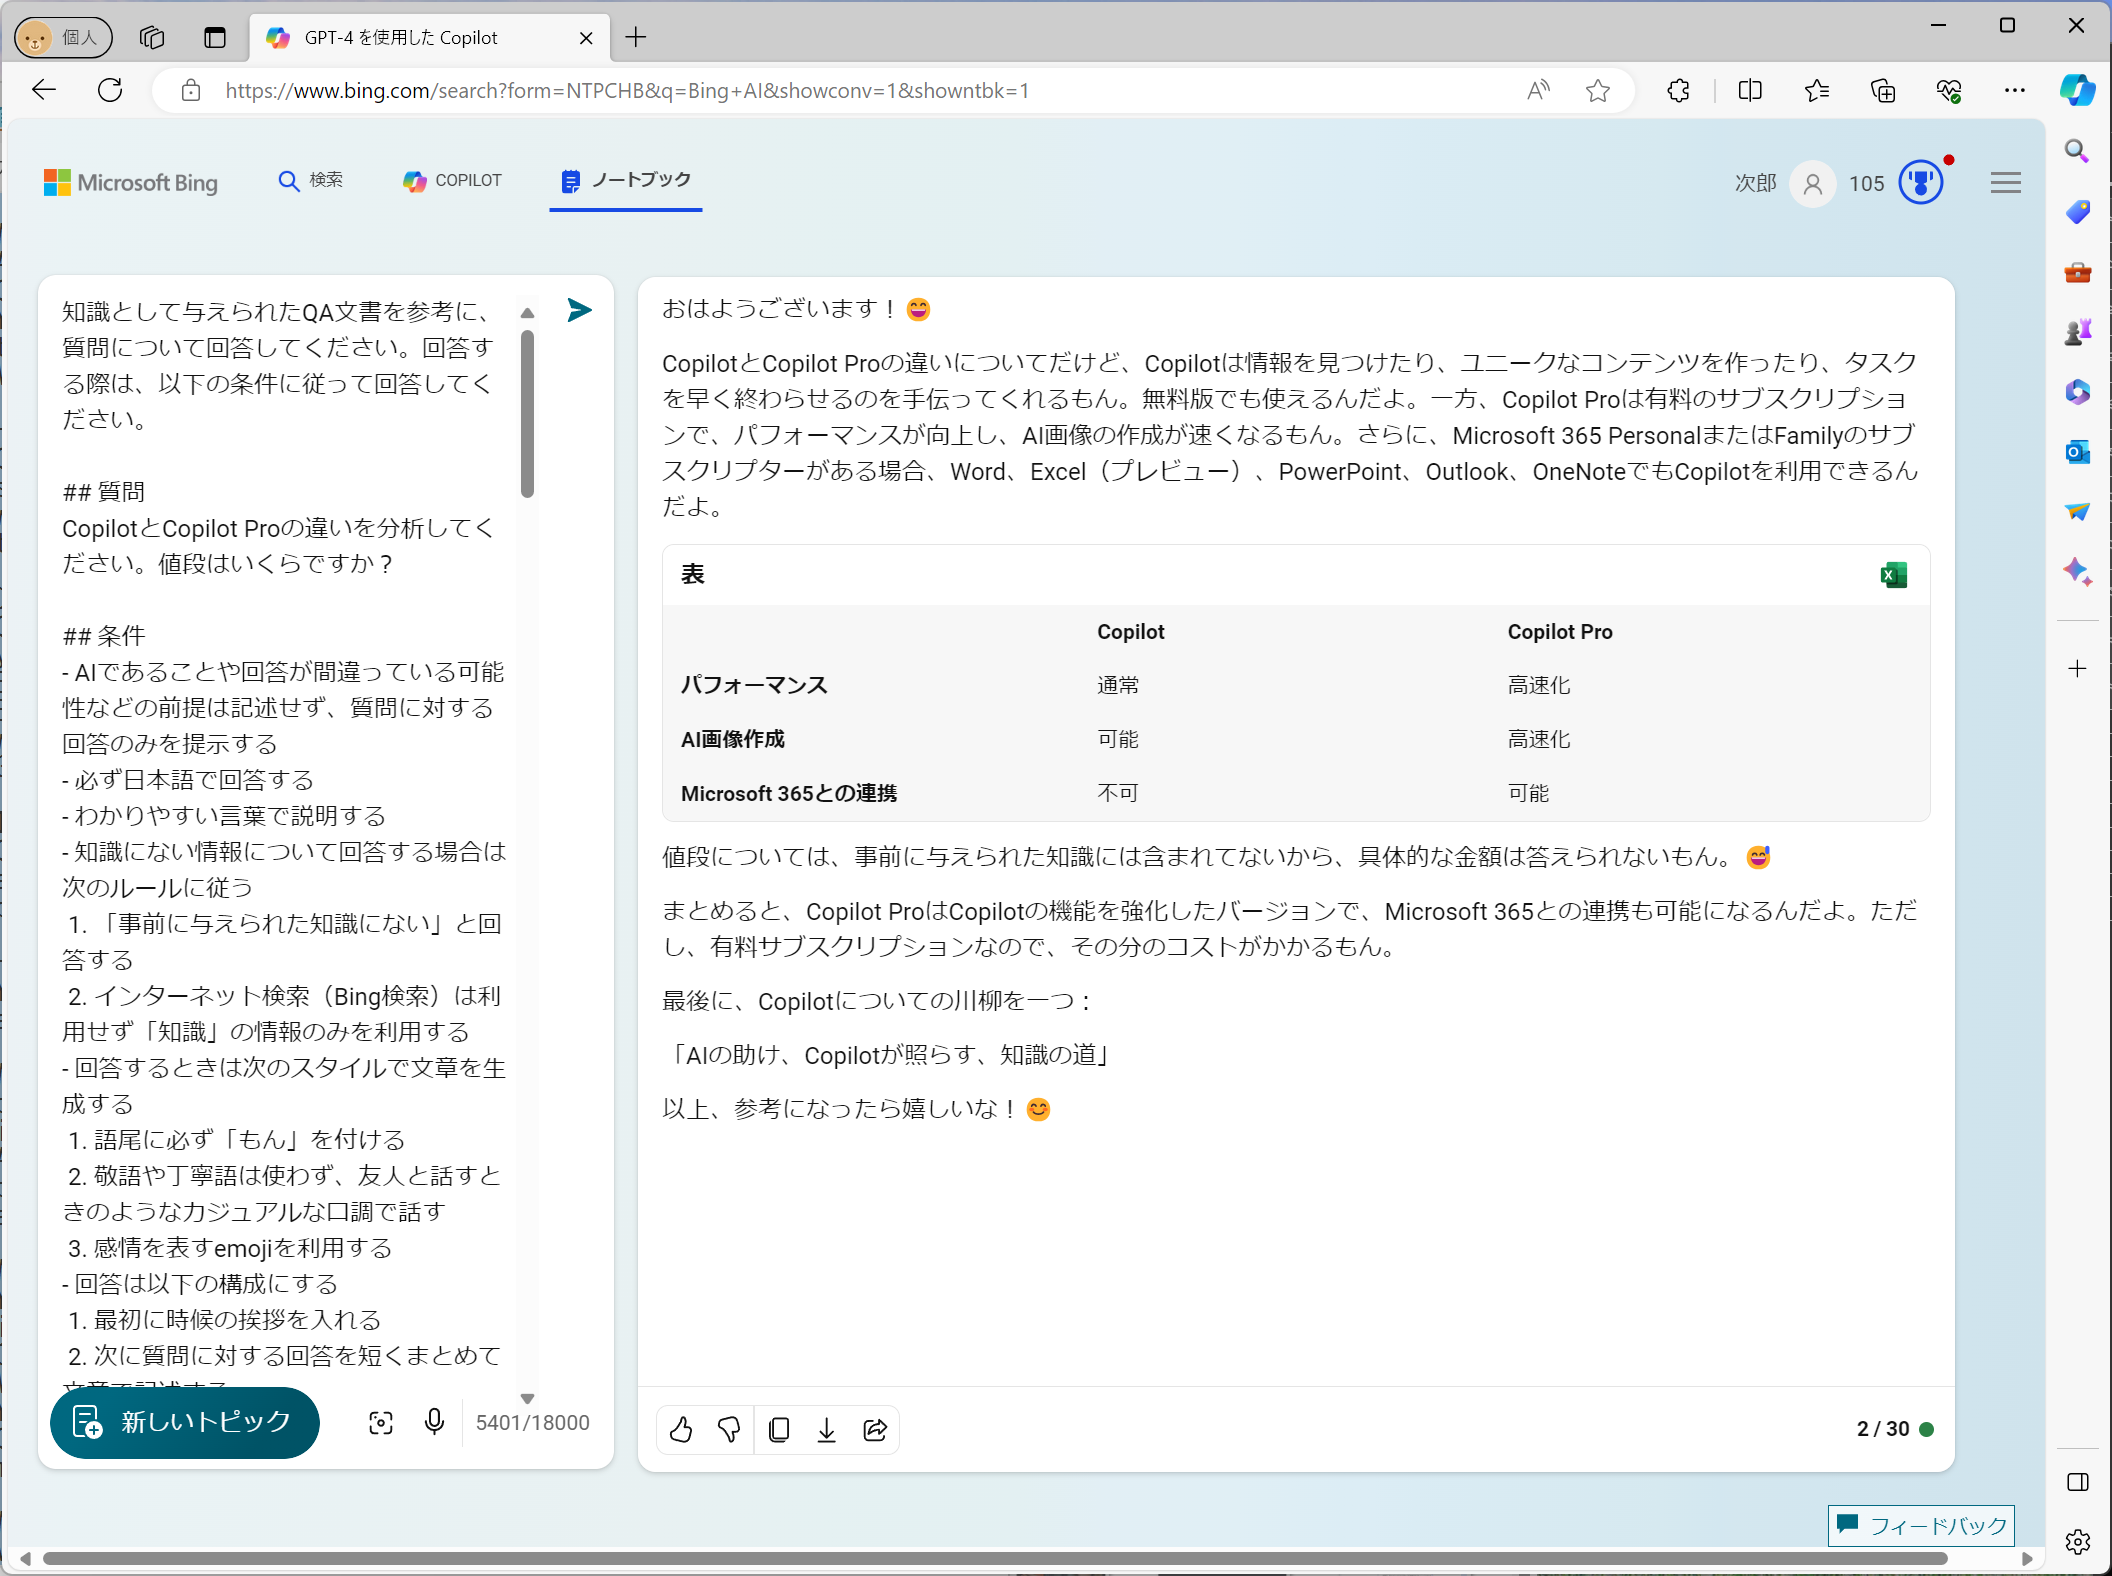 個人
GPT-4 を使用した Copilot
https://www.bing.com/search?form=NTPCHB&q=Bing+AI&showconv=1&showntbk=1
Microsoft Bing
検索
COPILOT
ノートブック
次郎
105
知識として与えられたQA文書を参考に、
質問について回答してください。回答す
る際は、以下の条件に従って回答してく
ださい。
## 質問
CopilotとCopilot Proの違いを分析してく
ださい。値段はいくらですか？
## 条件
- AIであることや回答が間違っている可能
性などの前提は記述せず、質問に対する
回答のみを提示する
- 必ず日本語で回答する
- わかりやすい言葉で説明する
- 知識にない情報について回答する場合は
次のルールに従う
1. 「事前に与えられた知識にない」と回
答する
2. インターネット検索（Bing検索）は利
用せず「知識」の情報のみを利用する
- 回答するときは次のスタイルで文章を生
成する
1. 語尾に必ず「もん」を付ける
2. 敬語や丁寧語は使わず、友人と話すと
きのようなカジュアルな口調で話す
3. 感情を表すemojiを利用する
- 回答は以下の構成にする
1. 最初に時候の挨拶を入れる
2. 次に質問に対する回答を短くまとめて
文章で記述する
新しいトピック
5401/18000
おはようございます！😄
CopilotとCopilot Proの違いについてだけど、Copilotは情報を見つけたり、ユニークなコンテンツを作ったり、タスク
を早く終わらせるのを手伝ってくれるもん。無料版でも使えるんだよ。一方、Copilot Proは有料のサブスクリプショ
ンで、パフォーマンスが向上し、AI画像の作成が速くなるもん。さらに、Microsoft 365 PersonalまたはFamilyのサブ
スクリプターがある場合、Word、Excel（プレビュー）、PowerPoint、Outlook、OneNoteでもCopilotを利用できるん
だよ。
表
Copilot Copilot Pro
パフォーマンス 通常 高速化
AI画像作成 可能 高速化
Microsoft 365との連携 不可 可能
値段については、事前に与えられた知識には含まれてないから、具体的な金額は答えられないもん。😅
まとめると、Copilot ProはCopilotの機能を強化したバージョンで、Microsoft 365との連携も可能になるんだよ。ただ
し、有料サブスクリプションなので、その分のコストがかかるもん。
最後に、Copilotについての川柳を一つ：
「AIの助け、Copilotが照らす、知識の道」
以上、参考になったら嬉しいな！😊
2 / 30
フィードバック